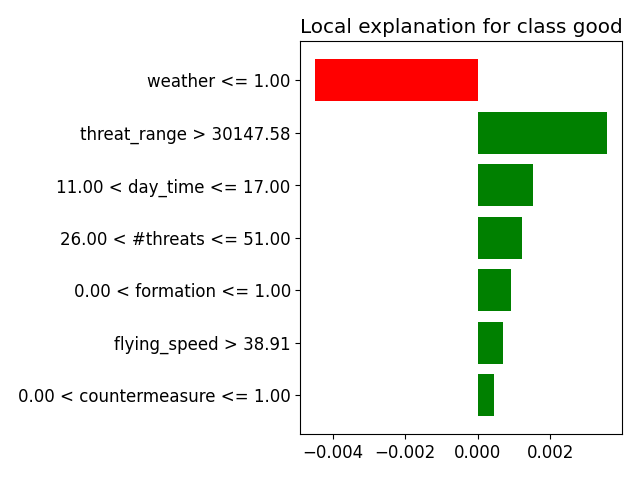 Local explanation for class good
weather <= 1.00
threat_range > 30147.58
11.00 < day_time <= 17.00
26.00 < #threats <= 51.00
0.00 < formation <= 1.00
flying_speed > 38.91
0.00 < countermeasure <= 1.00
−0.004 −0.002 0.000 0.002